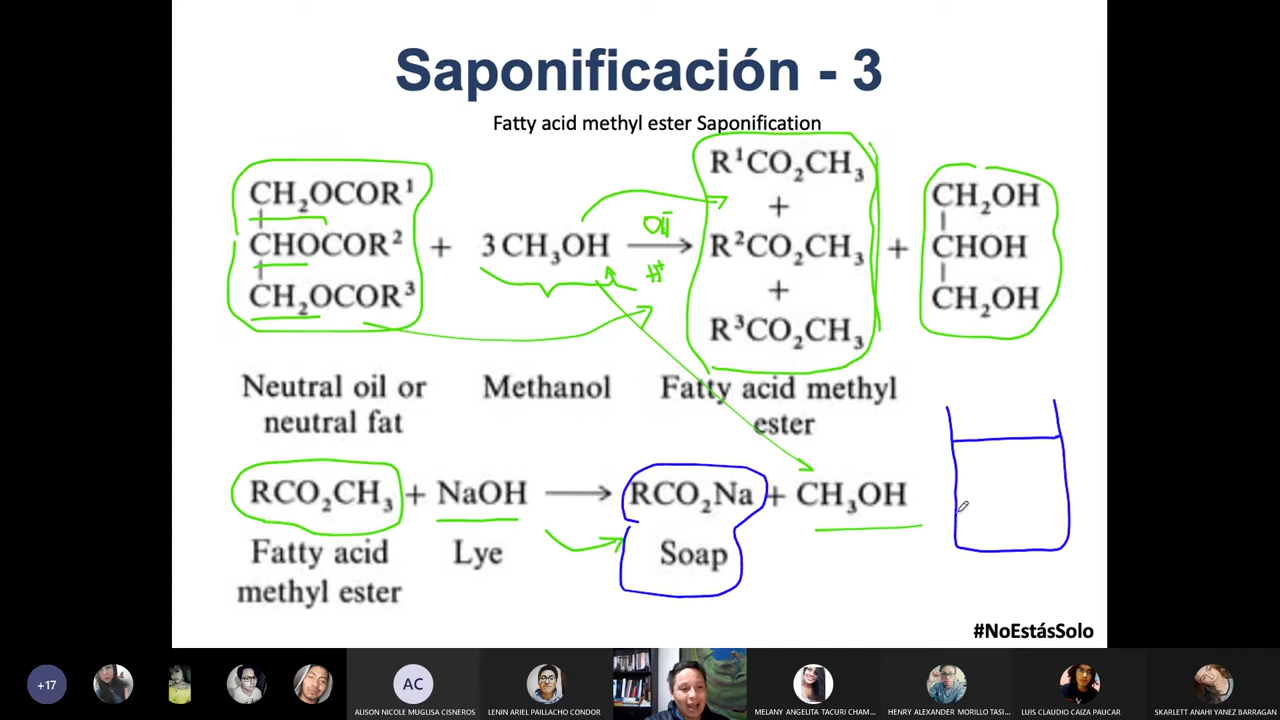 Saponificación - 3
Fatty acid methyl ester Saponification
CH₂OCOR¹
CHOCOR²
CH₂OCOR³
+
3CH₃OH
OH⁻
H⁺
R¹CO₂CH₃
+
R²CO₂CH₃
+
R³CO₂CH₃
+
CH₂OH
CHOH
CH₂OH
Neutral oil or
neutral fat
Methanol
Fatty acid methyl
ester
RCO₂CH₃ + NaOH ⟶ RCO₂Na + CH₃OH
Fatty acid
methyl ester
Lye
Soap
#NoEstásSolo
+17
AC
ALISON NICOLE MUGLISA CISNEROS
LENIN ARIEL PAILLACHO CONDOR
MELANY ANGELITA TACURI CHAM...
HENRY ALEXANDER MORILLO TASI...
LUIS CLAUDIO CAIZA PAUCAR
SKARLETT ANAHI YANEZ BARRAGAN